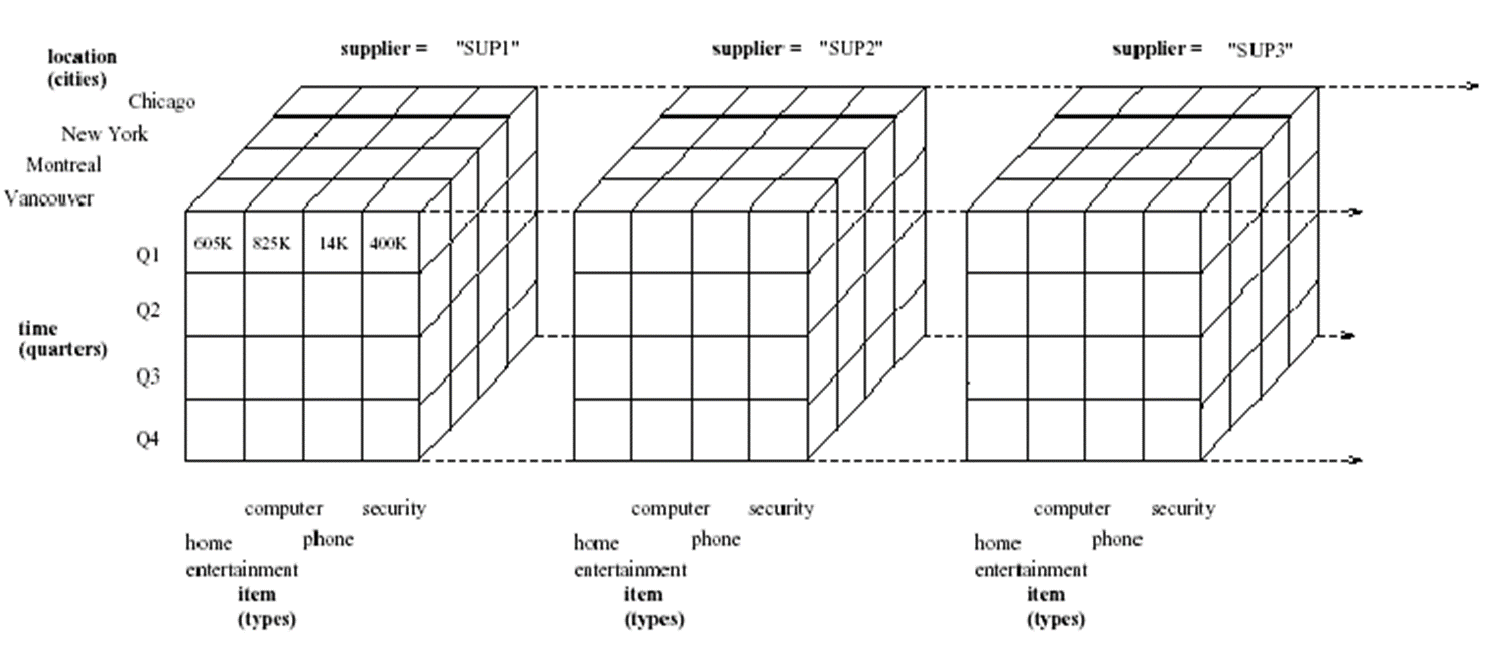 supplier = "SUP1" supplier = "SUP2" supplier = "SUP3"
location
(cities)
Chicago
New York
Montreal
Vancouver
605K 825K 14K 400K
Q1
Q2
time
(quarters)
Q3
Q4
computer security computer security computer security
home phone home phone home phone
entertainment entertainment entertainment
item item item
(types) (types) (types)